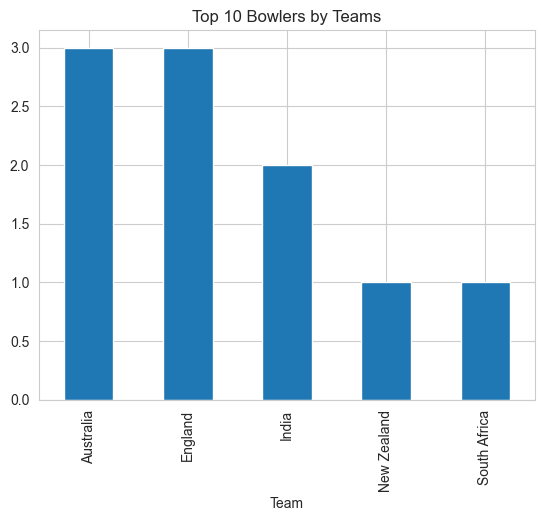 Top 10 Bowlers by Teams
3.0
2.5
2.0
1.5
1.0
0.5
0.0
Australia
England
India
New Zealand
South Africa
Team